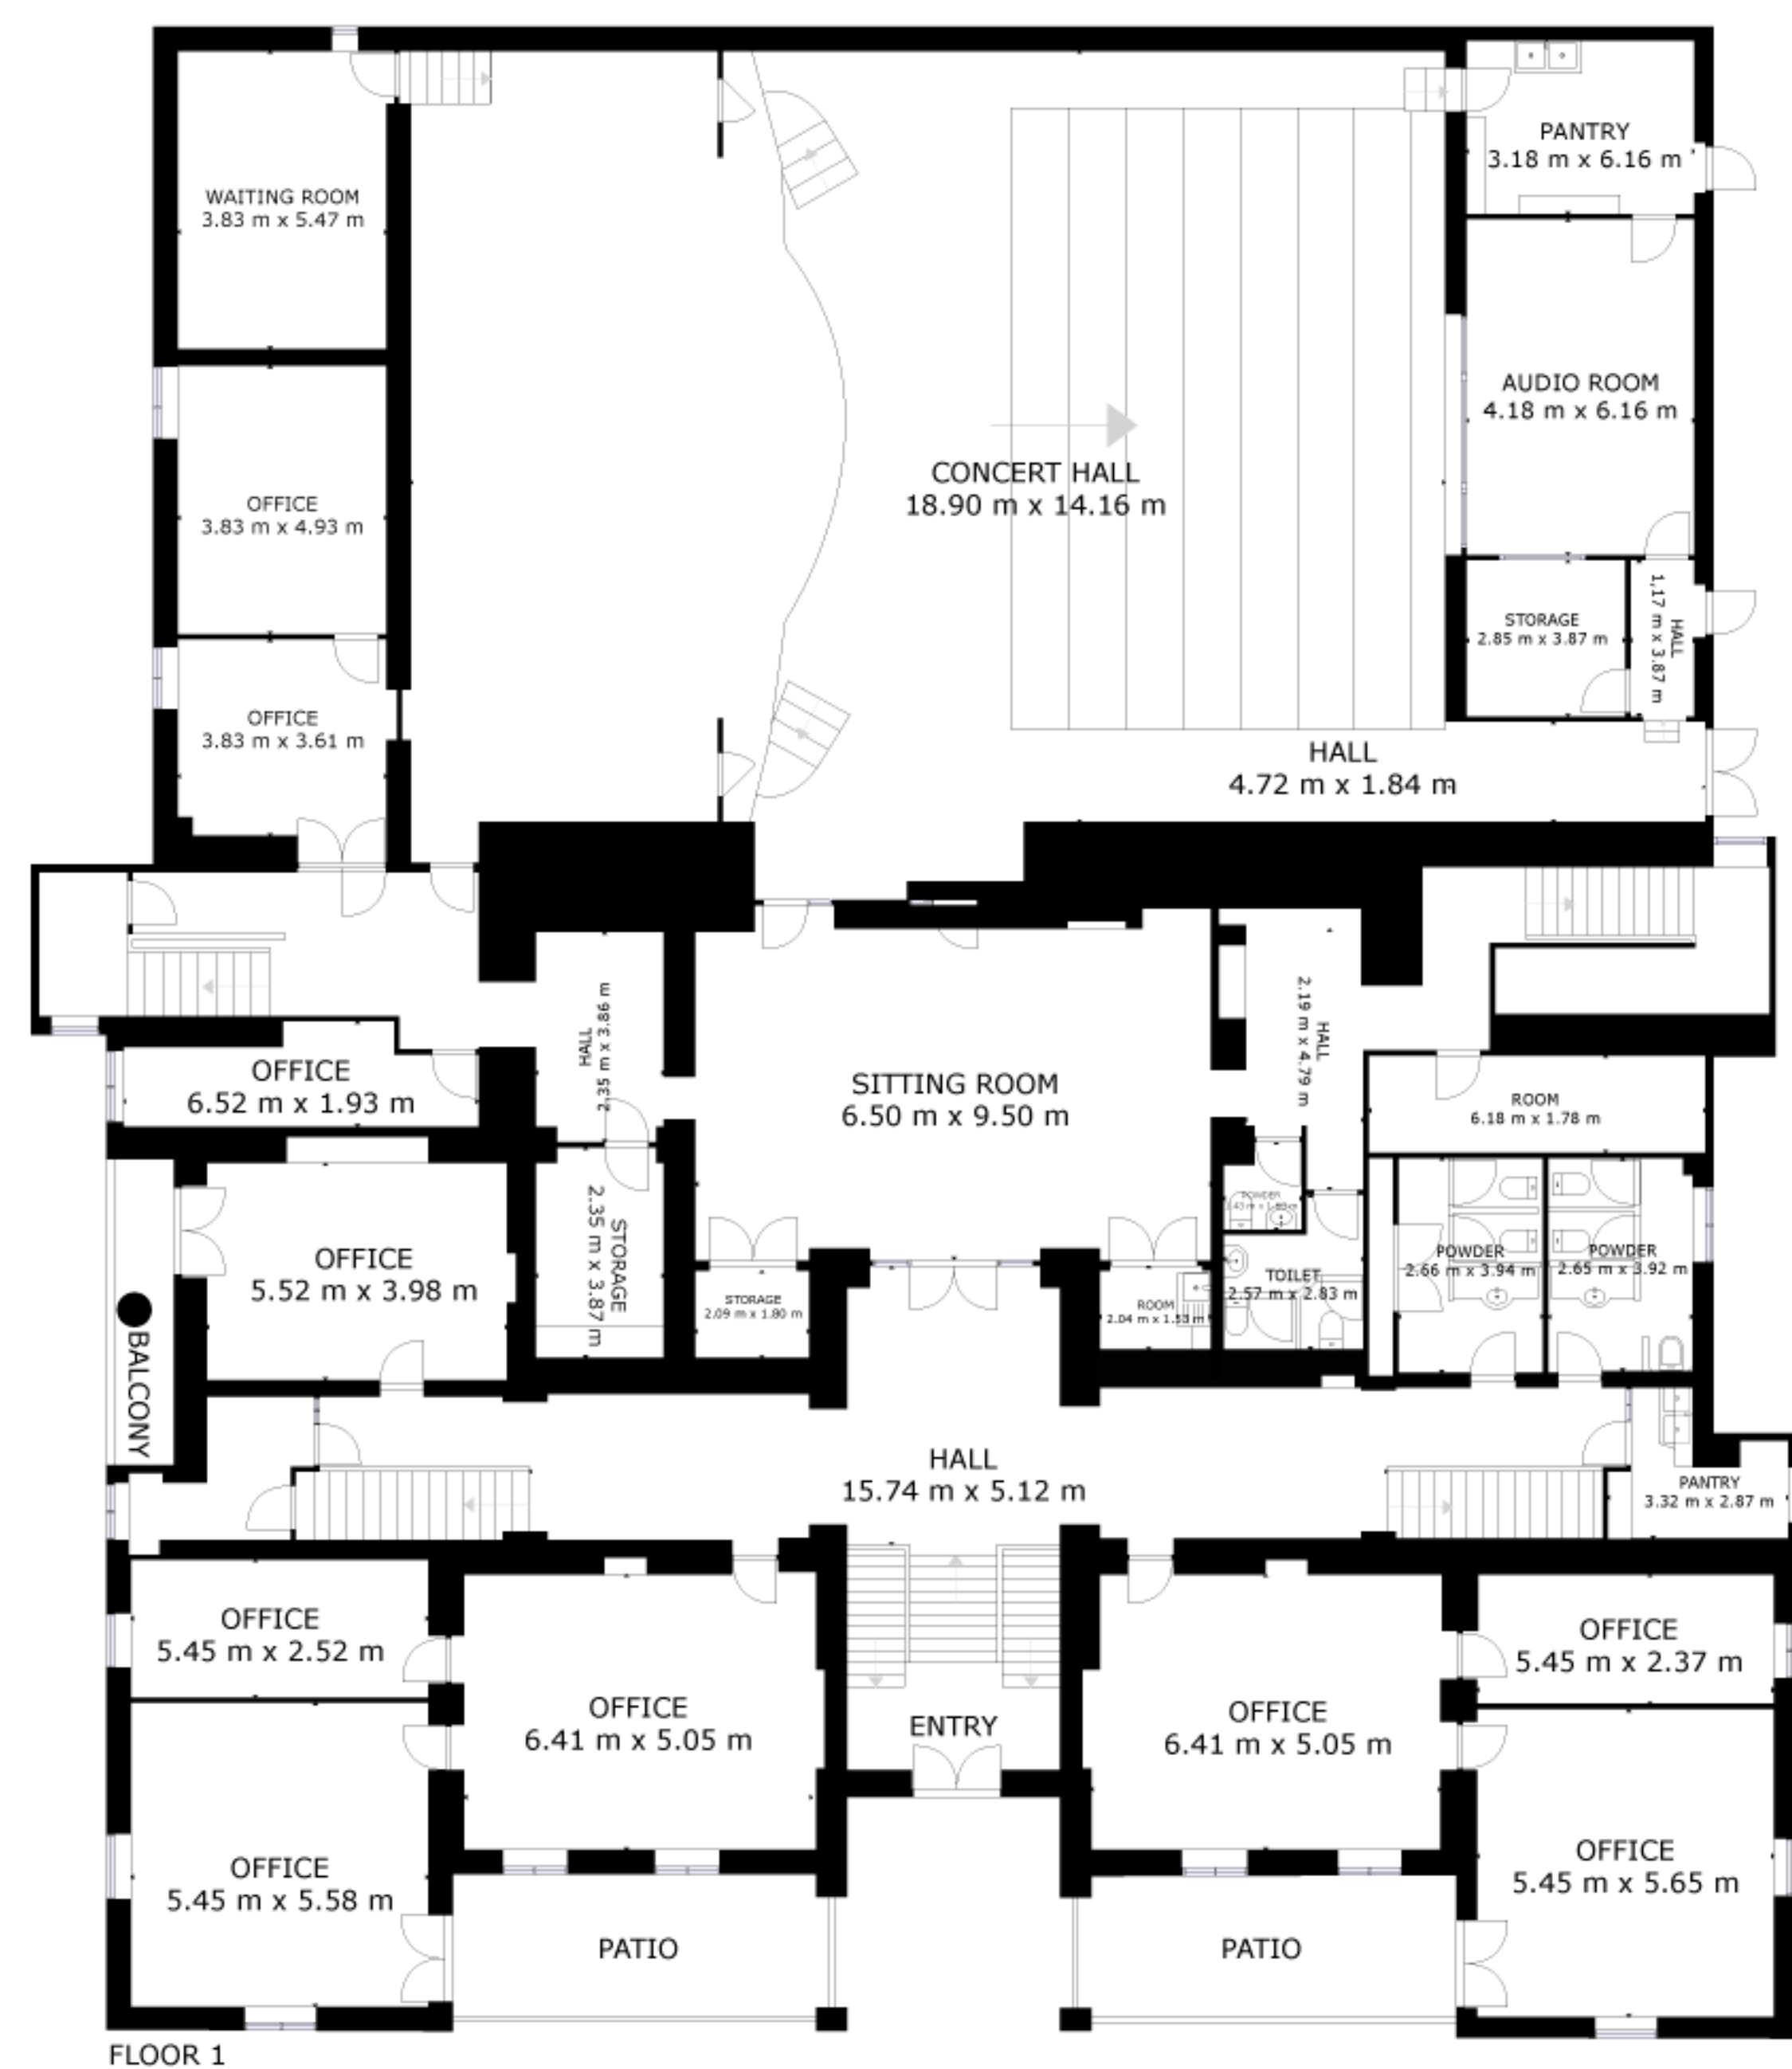 PANTRY
3.18 m x 6.16 m
WAITING ROOM
3.83 m x 5.47 m
AUDIO ROOM
4.18 m x 6.16 m
CONCERT HALL
18.90 m x 14.16 m
OFFICE
3.83 m x 4.93 m
STORAGE
2.85 m x 3.87 m
HALL
1.17 m x 3.87 m
OFFICE
3.83 m x 3.61 m
HALL
4.72 m x 1.84 m
HALL
2.35 m x 3.86 m
HALL
2.19 m x 4.79 m
OFFICE
6.52 m x 1.93 m
SITTING ROOM
6.50 m x 9.50 m
ROOM
6.18 m x 1.78 m
POWDER
OFFICE
5.52 m x 3.98 m
STORAGE
2.35 m x 3.87 m
POWDER
2.66 m x 3.94 m
POWDER
2.65 m x 3.92 m
TOILET
2.57 m x 2.83 m
STORAGE
2.09 m x 1.80 m
ROOM
2.04 m x 1.53 m
BALCONY
HALL
15.74 m x 5.12 m
PANTRY
3.32 m x 2.87 m
OFFICE
5.45 m x 2.52 m
OFFICE
5.45 m x 2.37 m
OFFICE
6.41 m x 5.05 m
ENTRY
OFFICE
6.41 m x 5.05 m
OFFICE
5.45 m x 5.58 m
OFFICE
5.45 m x 5.65 m
PATIO
PATIO
FLOOR 1